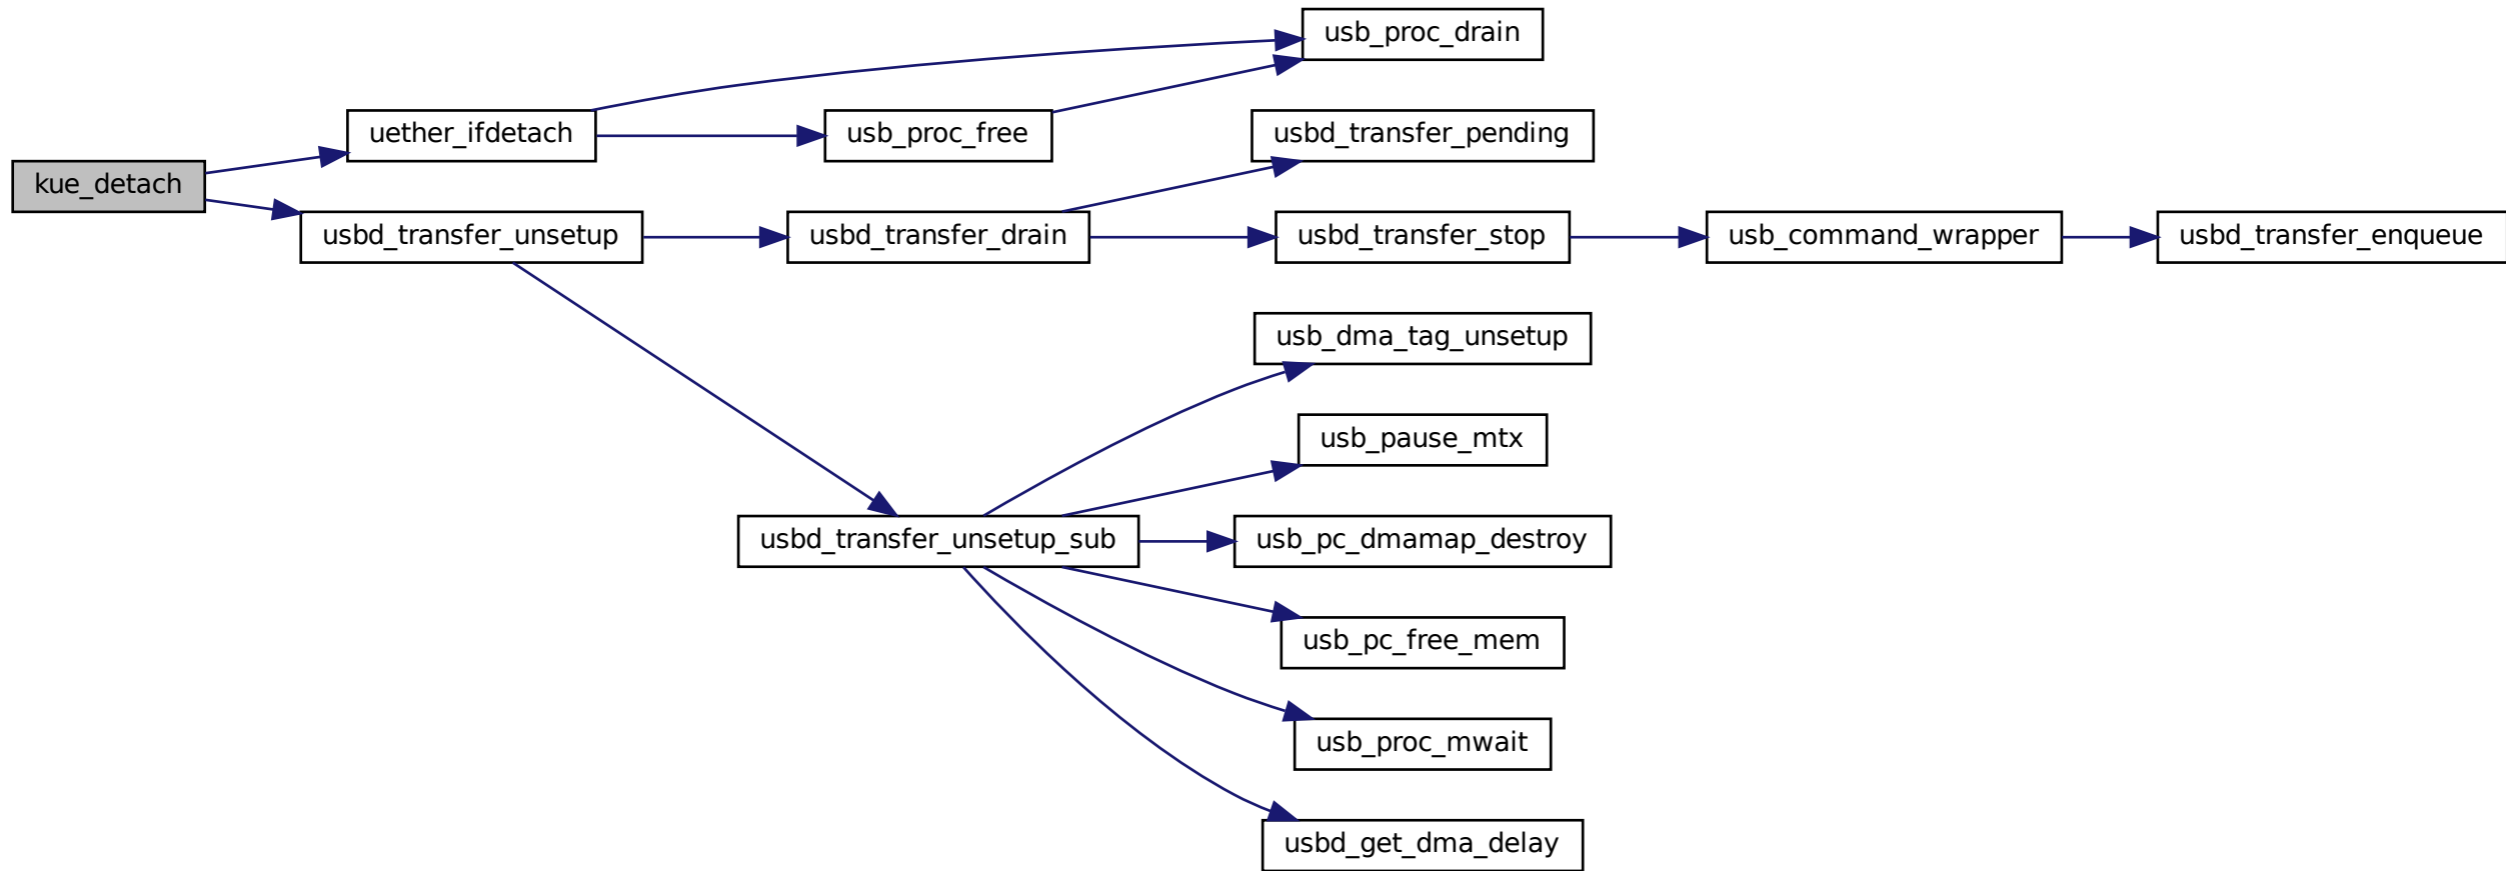 usb_proc_drain
uether_ifdetach
usb_proc_free
usbd_transfer_pending
kue_detach
usbd_transfer_unsetup
usbd_transfer_drain
usbd_transfer_stop
usb_command_wrapper
usbd_transfer_enqueue
usb_dma_tag_unsetup
usb_pause_mtx
usbd_transfer_unsetup_sub
usb_pc_dmamap_destroy
usb_pc_free_mem
usb_proc_mwait
usbd_get_dma_delay